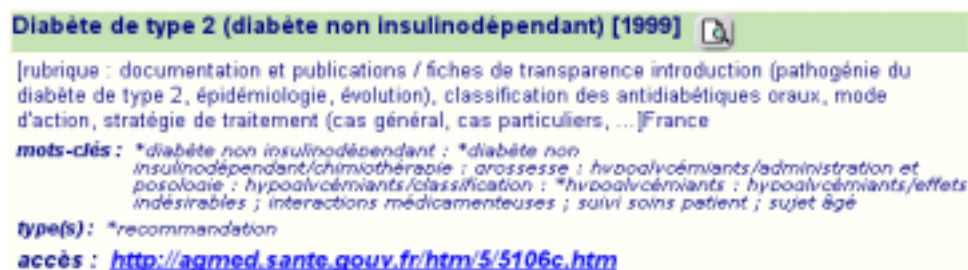 Diabète de type 2 (diabète non insulinodépendant) [1999]
[rubrique : documentation et publications / fiches de transparence introduction (pathogénie du
diabète de type 2, épidémiologie, évolution), classification des antidiabétiques oraux, mode
d'action, stratégie de traitement (cas général, cas particuliers, ...]France
mots-clés : *diabète non insulinodépendant ; *diabète non
insulinodépendant/chimiothérapie ; grossesse ; hypoglycémiants/administration et
posologie ; hypoglycémiants/classification ; *hypoglycémiants ; hypoglycémiants/effets
indésirables ; interactions médicamenteuses ; suivi soins patient ; sujet âgé
type(s) : *recommandation
accès : http://agmed.sante.gouv.fr/htm/5/5106c.htm